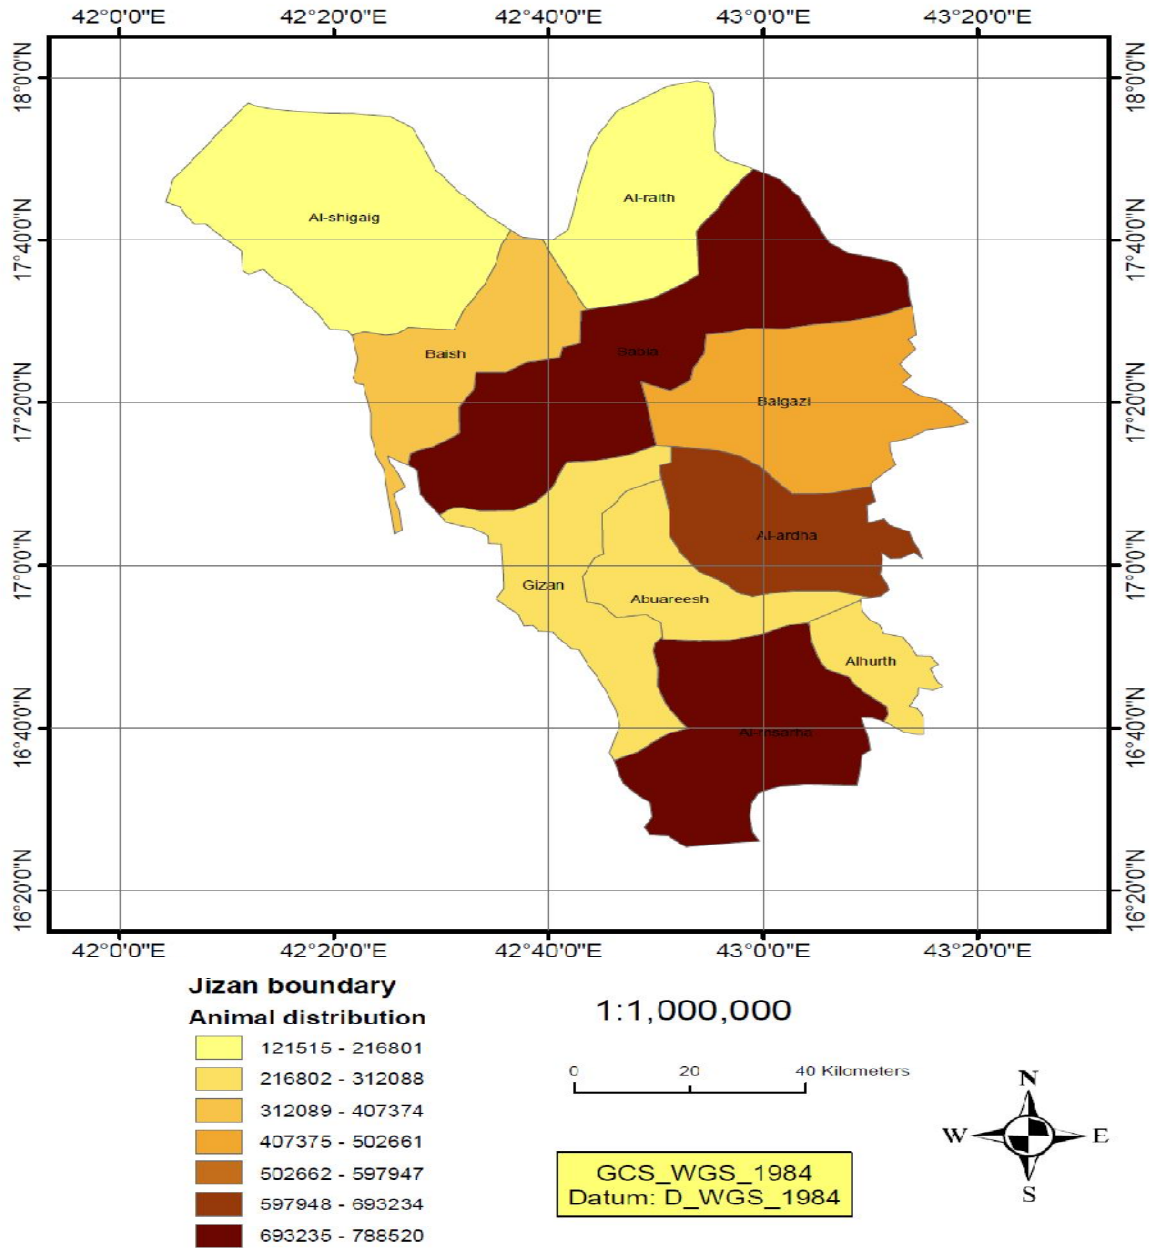 42°0'0"E 42°20'0"E 42°40'0"E 43°0'0"E 43°20'0"E
18°0'0"N 18°0'0"N
Al-raith
Al-shigaig
17°40'0"N 17°40'0"N
Sabia
Baish
Balgazi
17°20'0"N 17°20'0"N
Al-ardha
17°0'0"N 17°0'0"N
Gizan
Abuareesh
Alhurth
16°40'0"N 16°40'0"N
16°20'0"N 16°20'0"N
42°0'0"E 42°20'0"E 42°40'0"E 43°0'0"E 43°20'0"E
Jizan boundary
Animal distribution
121515 - 216801
216802 - 312088
312089 - 407374
407375 - 502661
502662 - 597947
597948 - 693234
693235 - 788520
1:1,000,000
0 20 40 Kilometers
GCS_WGS_1984
Datum: D_WGS_1984
N
W E
S